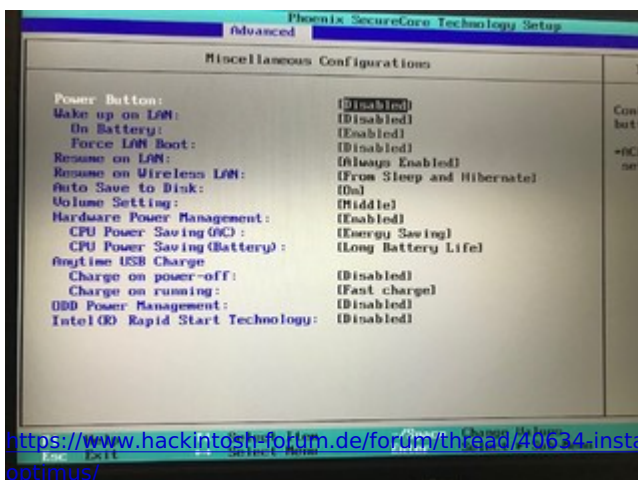 Phoenix SecureCore Technology Setup
Advanced
Miscellaneous Configurations
Power Button: [Disabled]
Wake up on LAN: [Disabled]
On Battery: [Enabled]
Force LAN Boot: [Disabled]
Resume on LAN: [Always Enabled]
Resume on Wireless LAN: [From Sleep and Hibernate]
Auto Save to Disk: [On]
Volume Setting: [Middle]
Hardware Power Management: [Enabled]
CPU Power Saving(AC): [Energy Saving]
CPU Power Saving(Battery): [Long Battery Life]
Anytime USB Charge
Charge on power-off: [Disabled]
Charge on running: [Fast charge]
ODD Power Management: [Disabled]
Intel(R) Rapid Start Technology: [Disabled]
Con
but
https://www.hackintosh-forum.de/forum/thread/40634-insta
optimus/
Esc Exit Select Menu